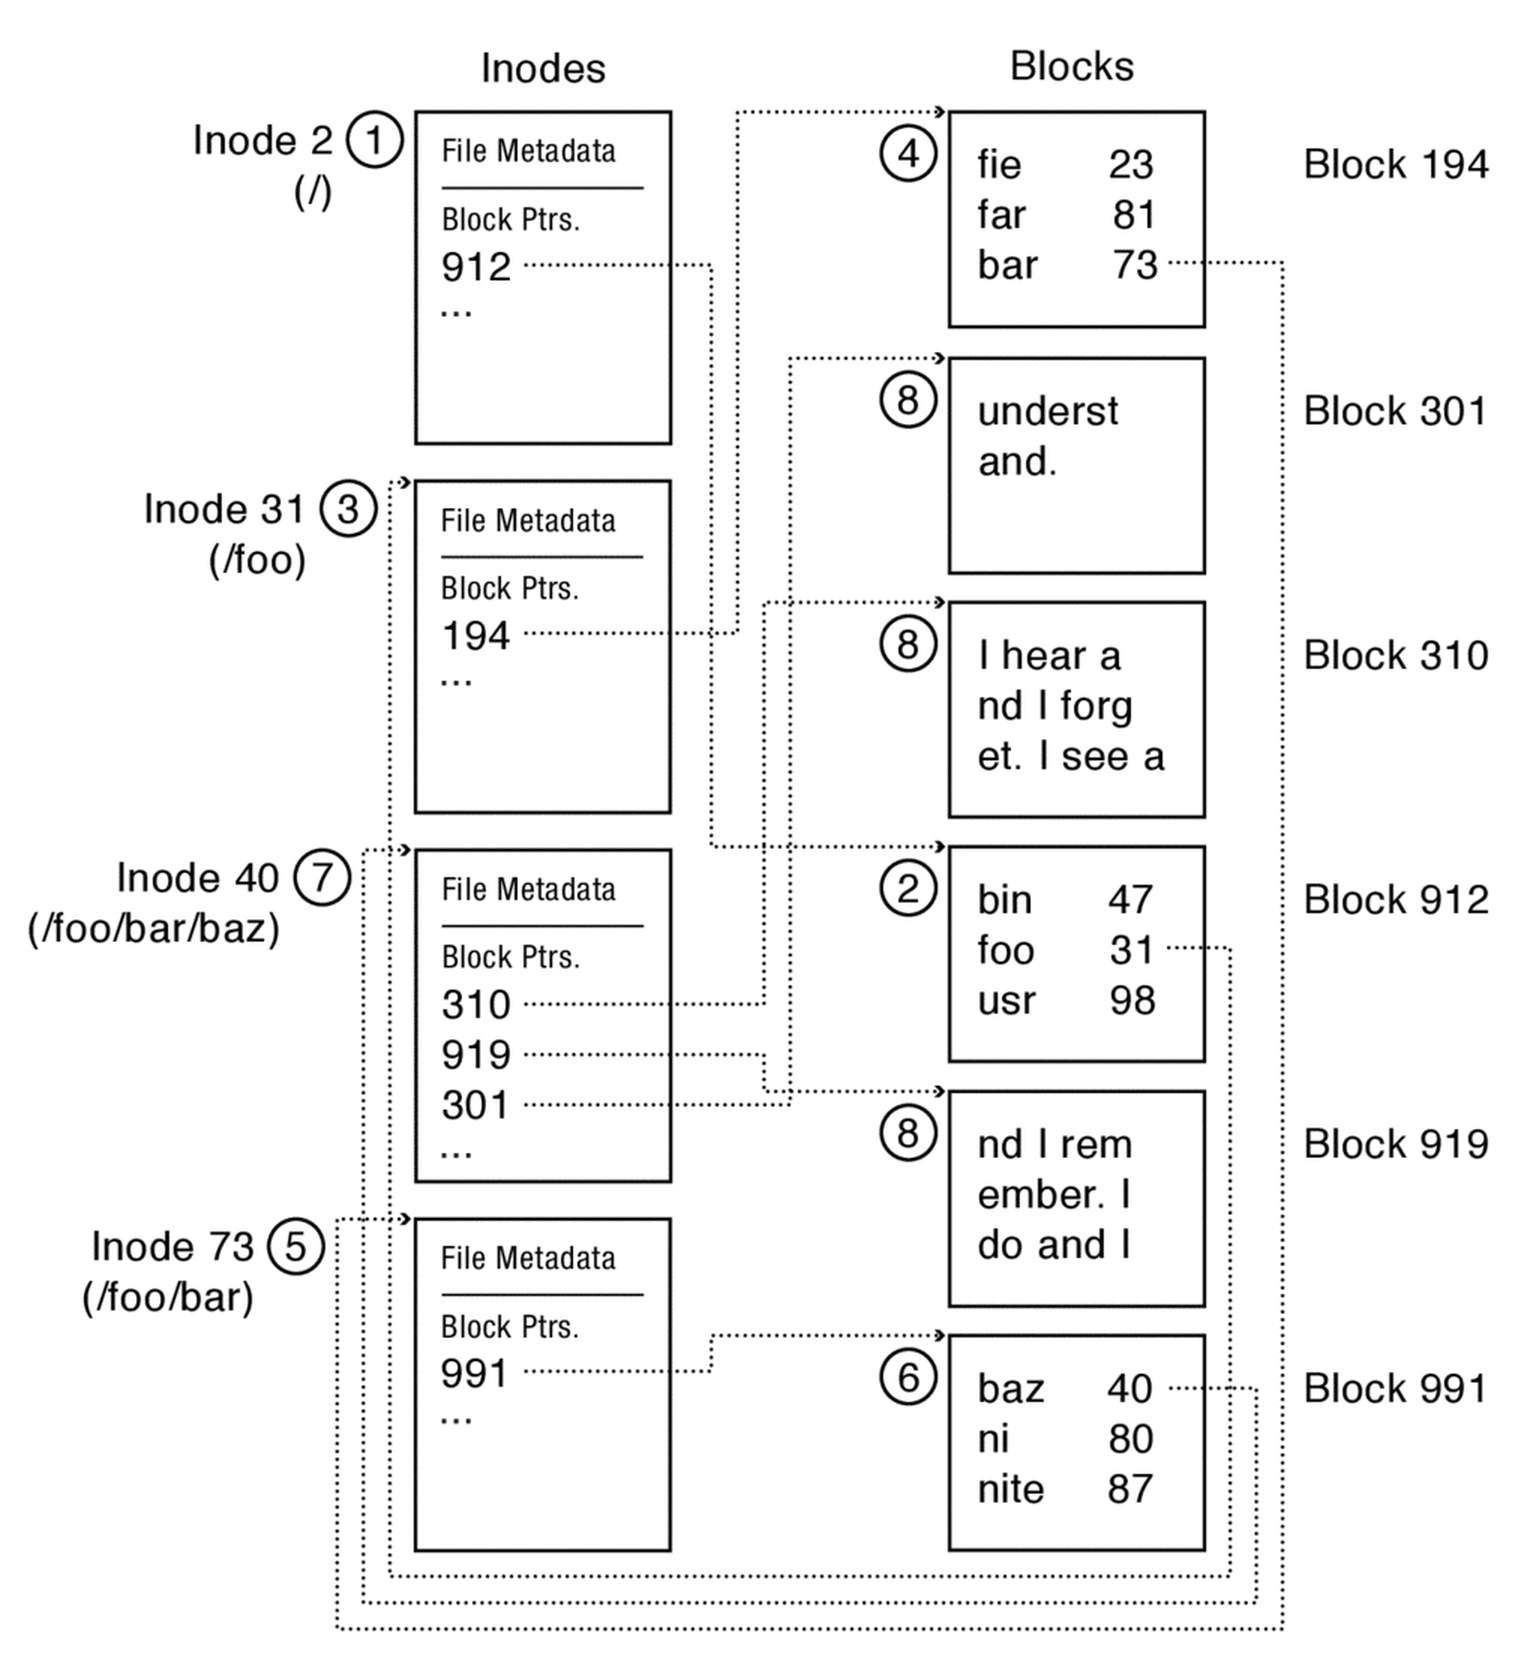 Inodes
Blocks
Inode 2 1
(/)
File Metadata
Block Ptrs.
912
...
Inode 31 3
(/foo)
File Metadata
Block Ptrs.
194
...
Inode 40 7
(/foo/bar/baz)
File Metadata
Block Ptrs.
310
919
301
...
Inode 73 5
(/foo/bar)
File Metadata
Block Ptrs.
991
...
4
fie 23
far 81
bar 73
Block 194
8
underst
and.
Block 301
8
I hear a
nd I forg
et. I see a
Block 310
2
bin 47
foo 31
usr 98
Block 912
8
nd I rem
ember. I
do and I
Block 919
6
baz 40
ni 80
nite 87
Block 991